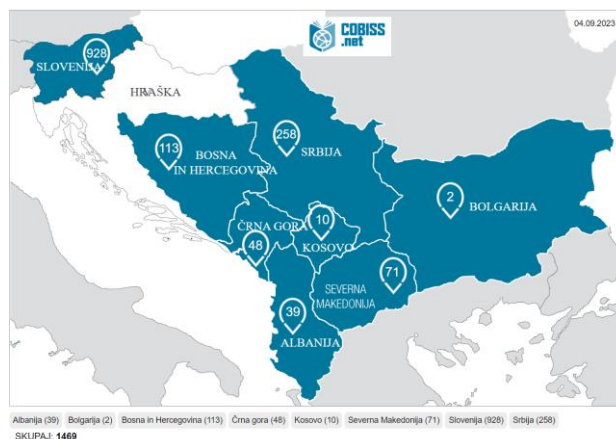 COBISS
.net
04.09.2023
928
SLOVENIJA
HRVAŠKA
113
BOSNA
IN HERCEGOVINA
258
SRBIJA
2
BOLGARIJA
ČRNA GORA
48
10
KOSOVO
71
SEVERNA
MAKEDONIJA
39
ALBANIJA
Albanija (39) Bolgarija (2) Bosna in Hercegovina (113) Črna gora (48) Kosovo (10) Severna Makedonija (71) Slovenija (928) Srbija (258)
SKUPAJ: 1469